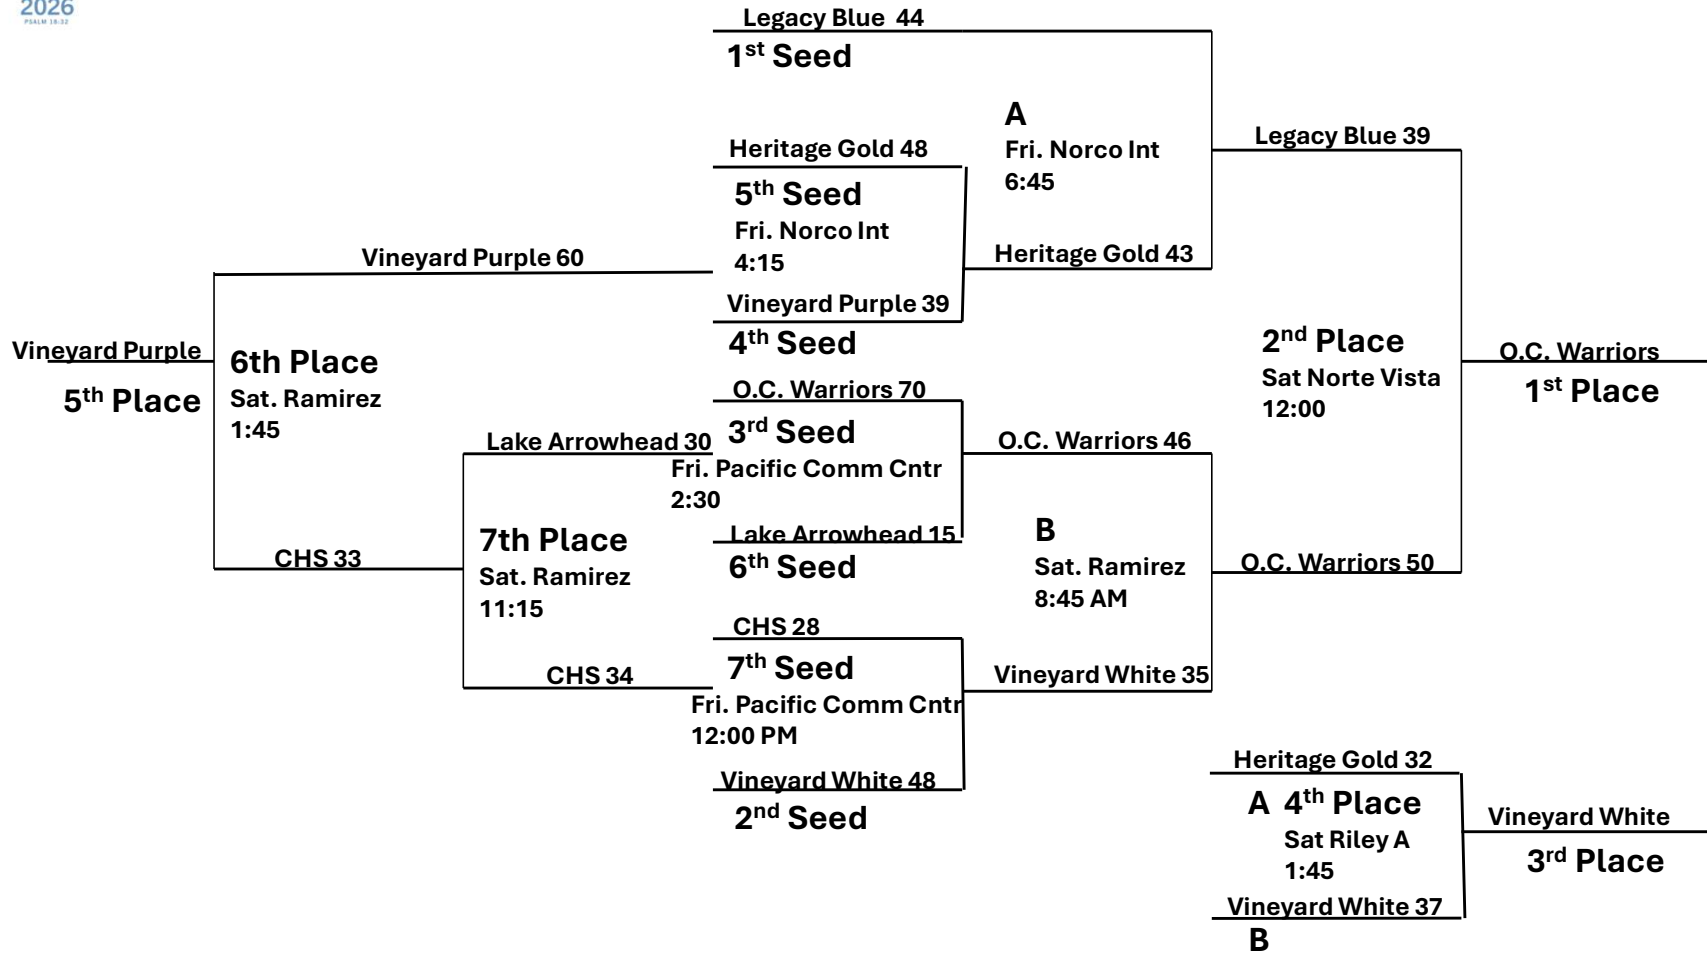 2026
PSALM 18:32
Legacy Blue 44
1st Seed
A
Fri. Norco Int
6:45
Heritage Gold 48
5th Seed
Fri. Norco Int
4:15
Vineyard Purple 39
4th Seed
Heritage Gold 43
Legacy Blue 39
Vineyard Purple 60
Vineyard Purple
5th Place
6th Place
Sat. Ramirez
1:45
CHS 33
Lake Arrowhead 30
7th Place
Sat. Ramirez
11:15
CHS 34
O.C. Warriors 70
3rd Seed
Fri. Pacific Comm Cntr
2:30
Lake Arrowhead 15
6th Seed
CHS 28
7th Seed
Fri. Pacific Comm Cntr
12:00 PM
Vineyard White 48
2nd Seed
O.C. Warriors 46
B
Sat. Ramirez
8:45 AM
Vineyard White 35
2nd Place
Sat Norte Vista
12:00
O.C. Warriors 50
O.C. Warriors
1st Place
Heritage Gold 32
A 4th Place
Sat Riley A
1:45
Vineyard White 37
B
Vineyard White
3rd Place